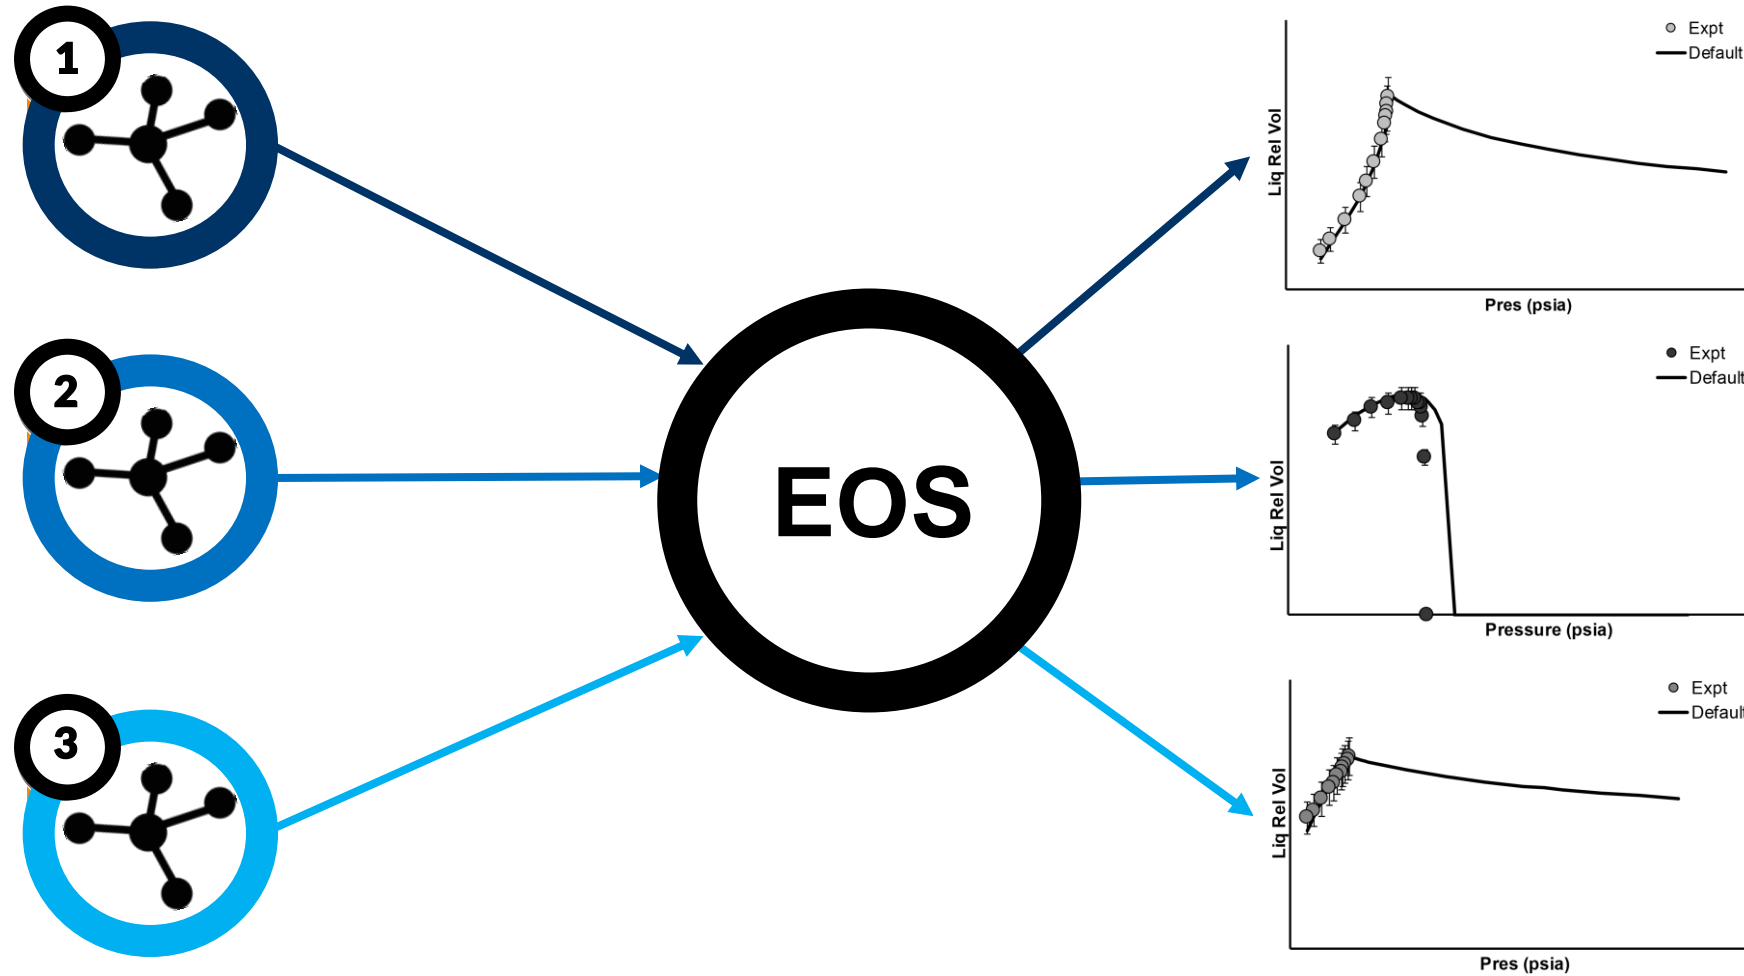 1
Expt
Default
Liq Rel Vol
Pres (psia)
2
Expt
Default
Liq Rel Vol
Pressure (psia)
EOS
3
Expt
Default
Liq Rel Vol
Pres (psia)